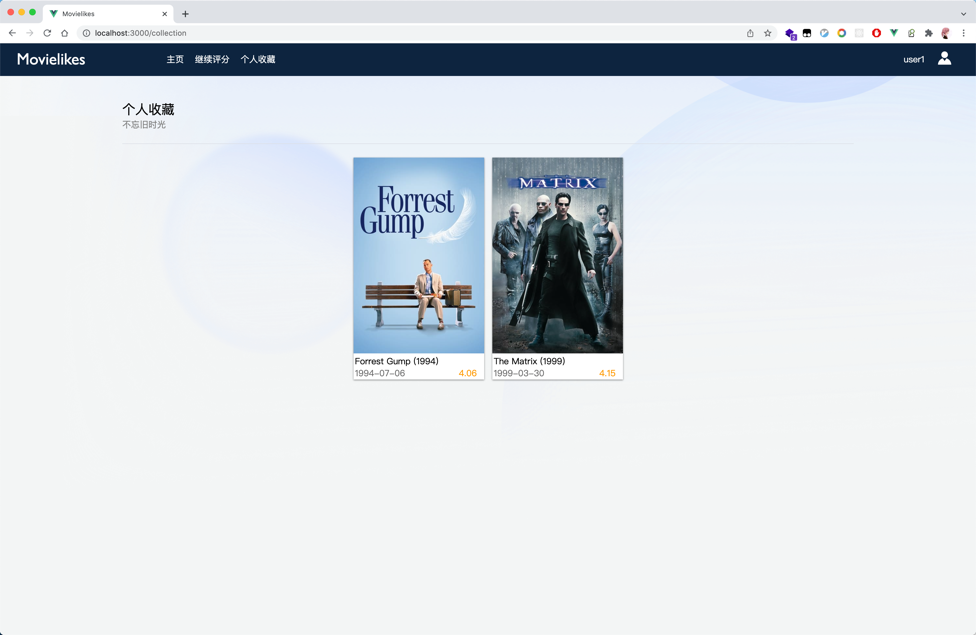 Movielikes
localhost:3000/collection
Movielikes
主页 继续评分 个人收藏
user1
个人收藏
不忘旧时光
Forrest
Gump
MATRIX
Forrest Gump (1994)
1994-07-06 4.06
The Matrix (1999)
1999-03-30 4.15